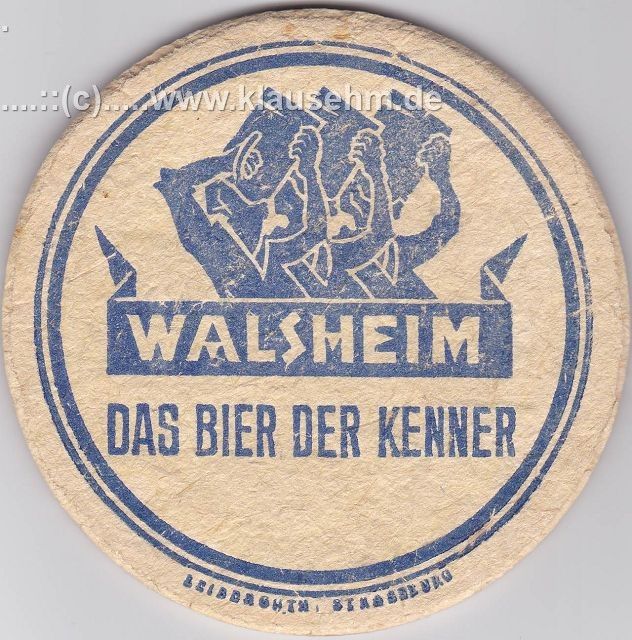 .
....::(c)....www.klausehm.de
WALSHEIM
DAS BIER DER KENNER